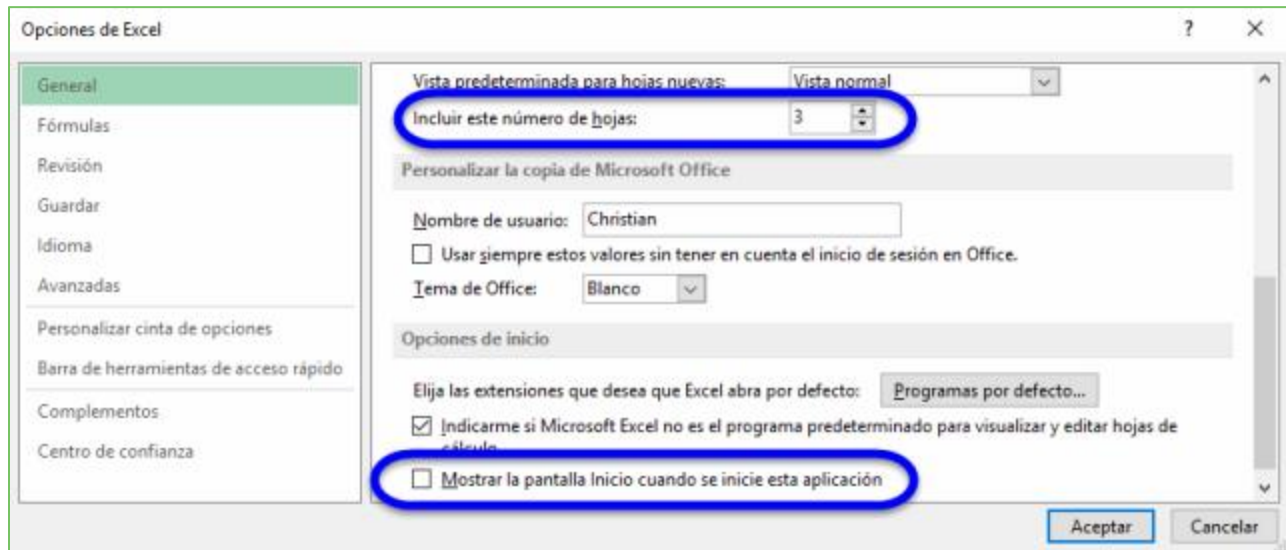 Opciones de Excel
?
General
Fórmulas
Revisión
Guardar
Idioma
Avanzadas
Personalizar cinta de opciones
Barra de herramientas de acceso rápido
Complementos
Centro de confianza
Vista predeterminada para hojas nuevas: Vista normal
Incluir este número de hojas: 3
Personalizar la copia de Microsoft Office
Nombre de usuario: Christian
Usar siempre estos valores sin tener en cuenta el inicio de sesión en Office.
Tema de Office: Blanco
Opciones de inicio
Elija las extensiones que desea que Excel abra por defecto: Programas por defecto...
Indicarme si Microsoft Excel no es el programa predeterminado para visualizar y editar hojas de
cálculo
Mostrar la pantalla Inicio cuando se inicie esta aplicación
Aceptar Cancelar